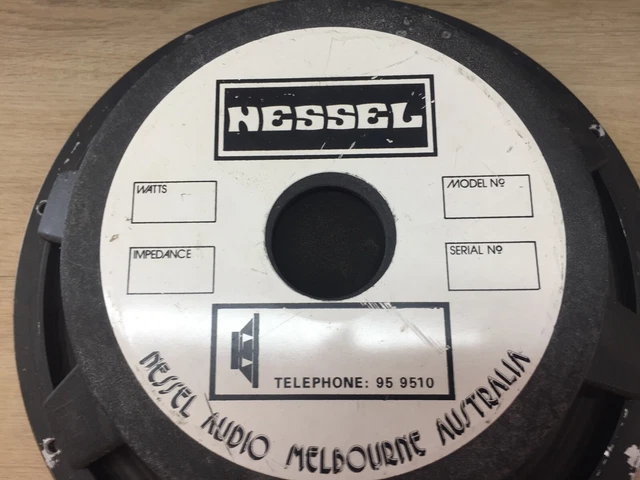 NESSEL
WATTS
MODEL Nº
IMPEDANCE
SERIAL Nº
TELEPHONE: 95 9510
NESSEL AUDIO MELBOURNE AUSTRALIA